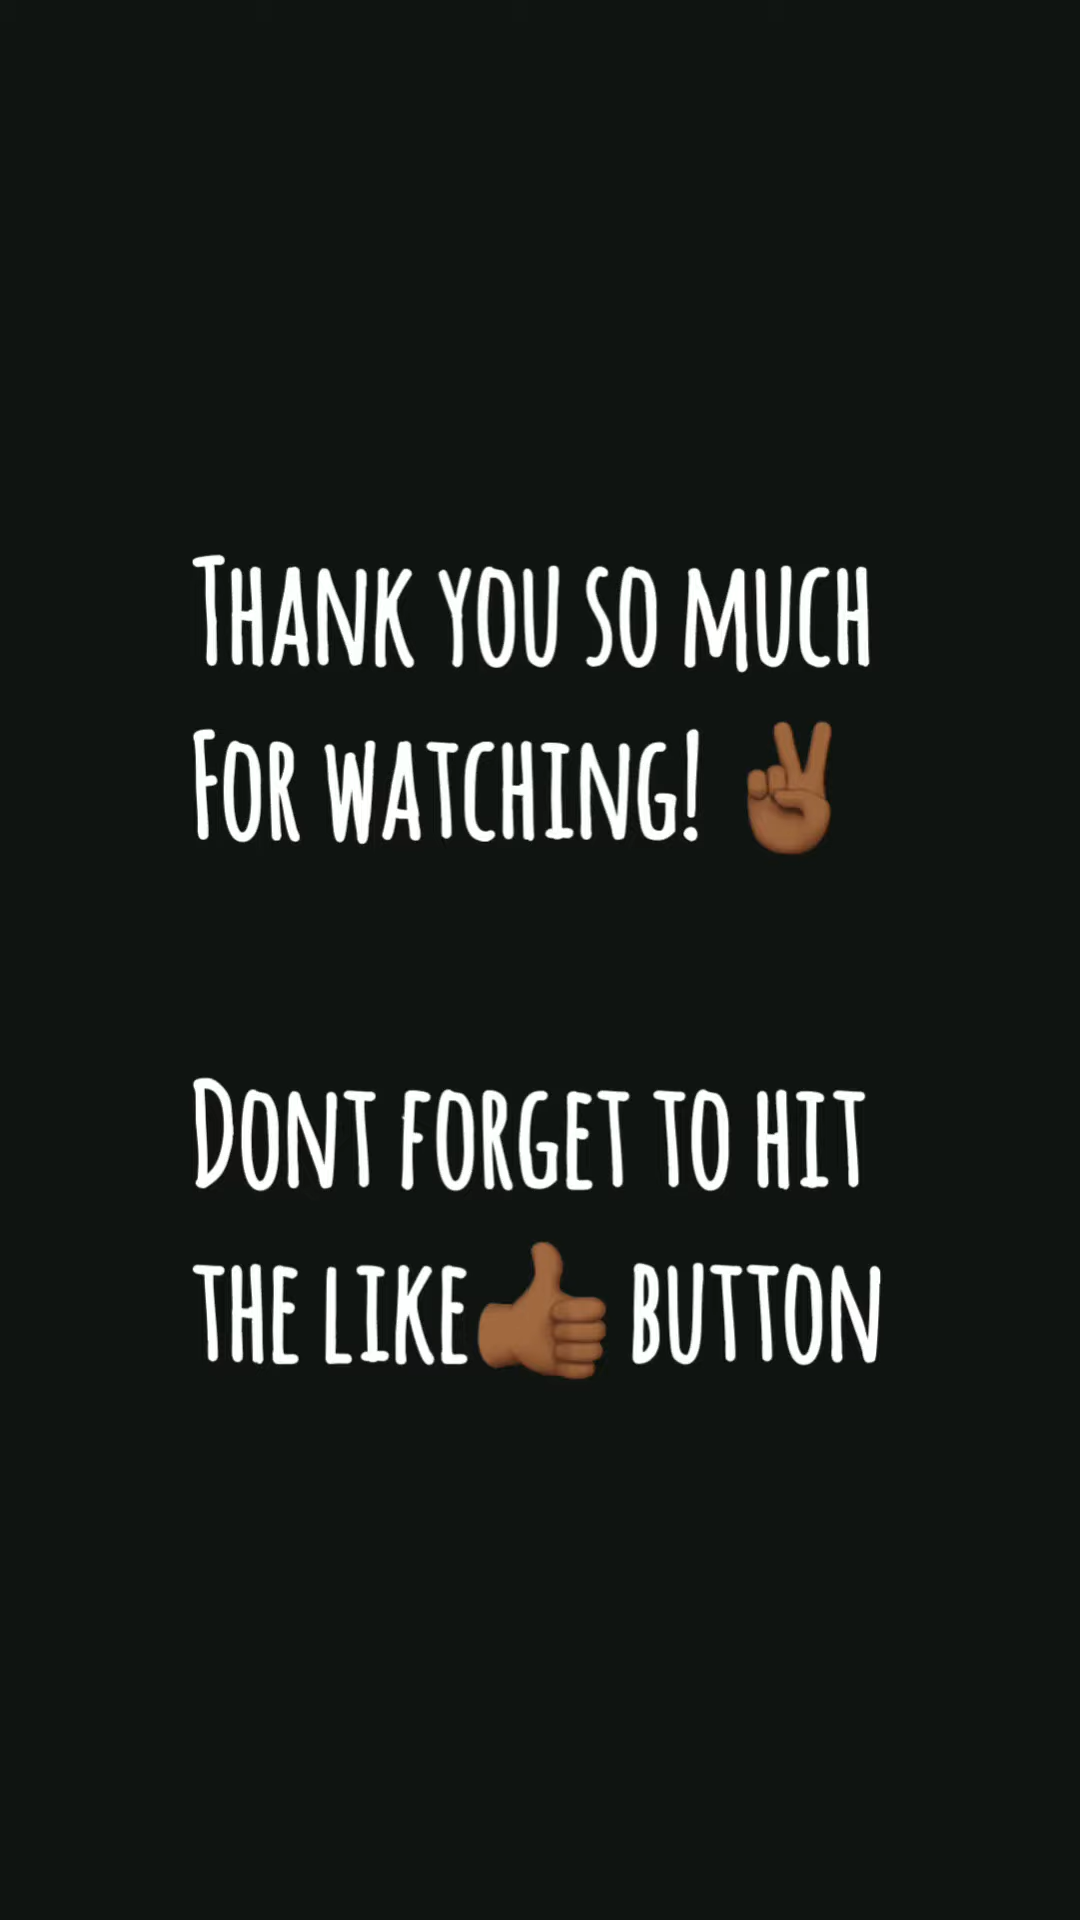 Thank you so much
For watching! ✌🏾
Dont forget to hit
the like👍🏾 button